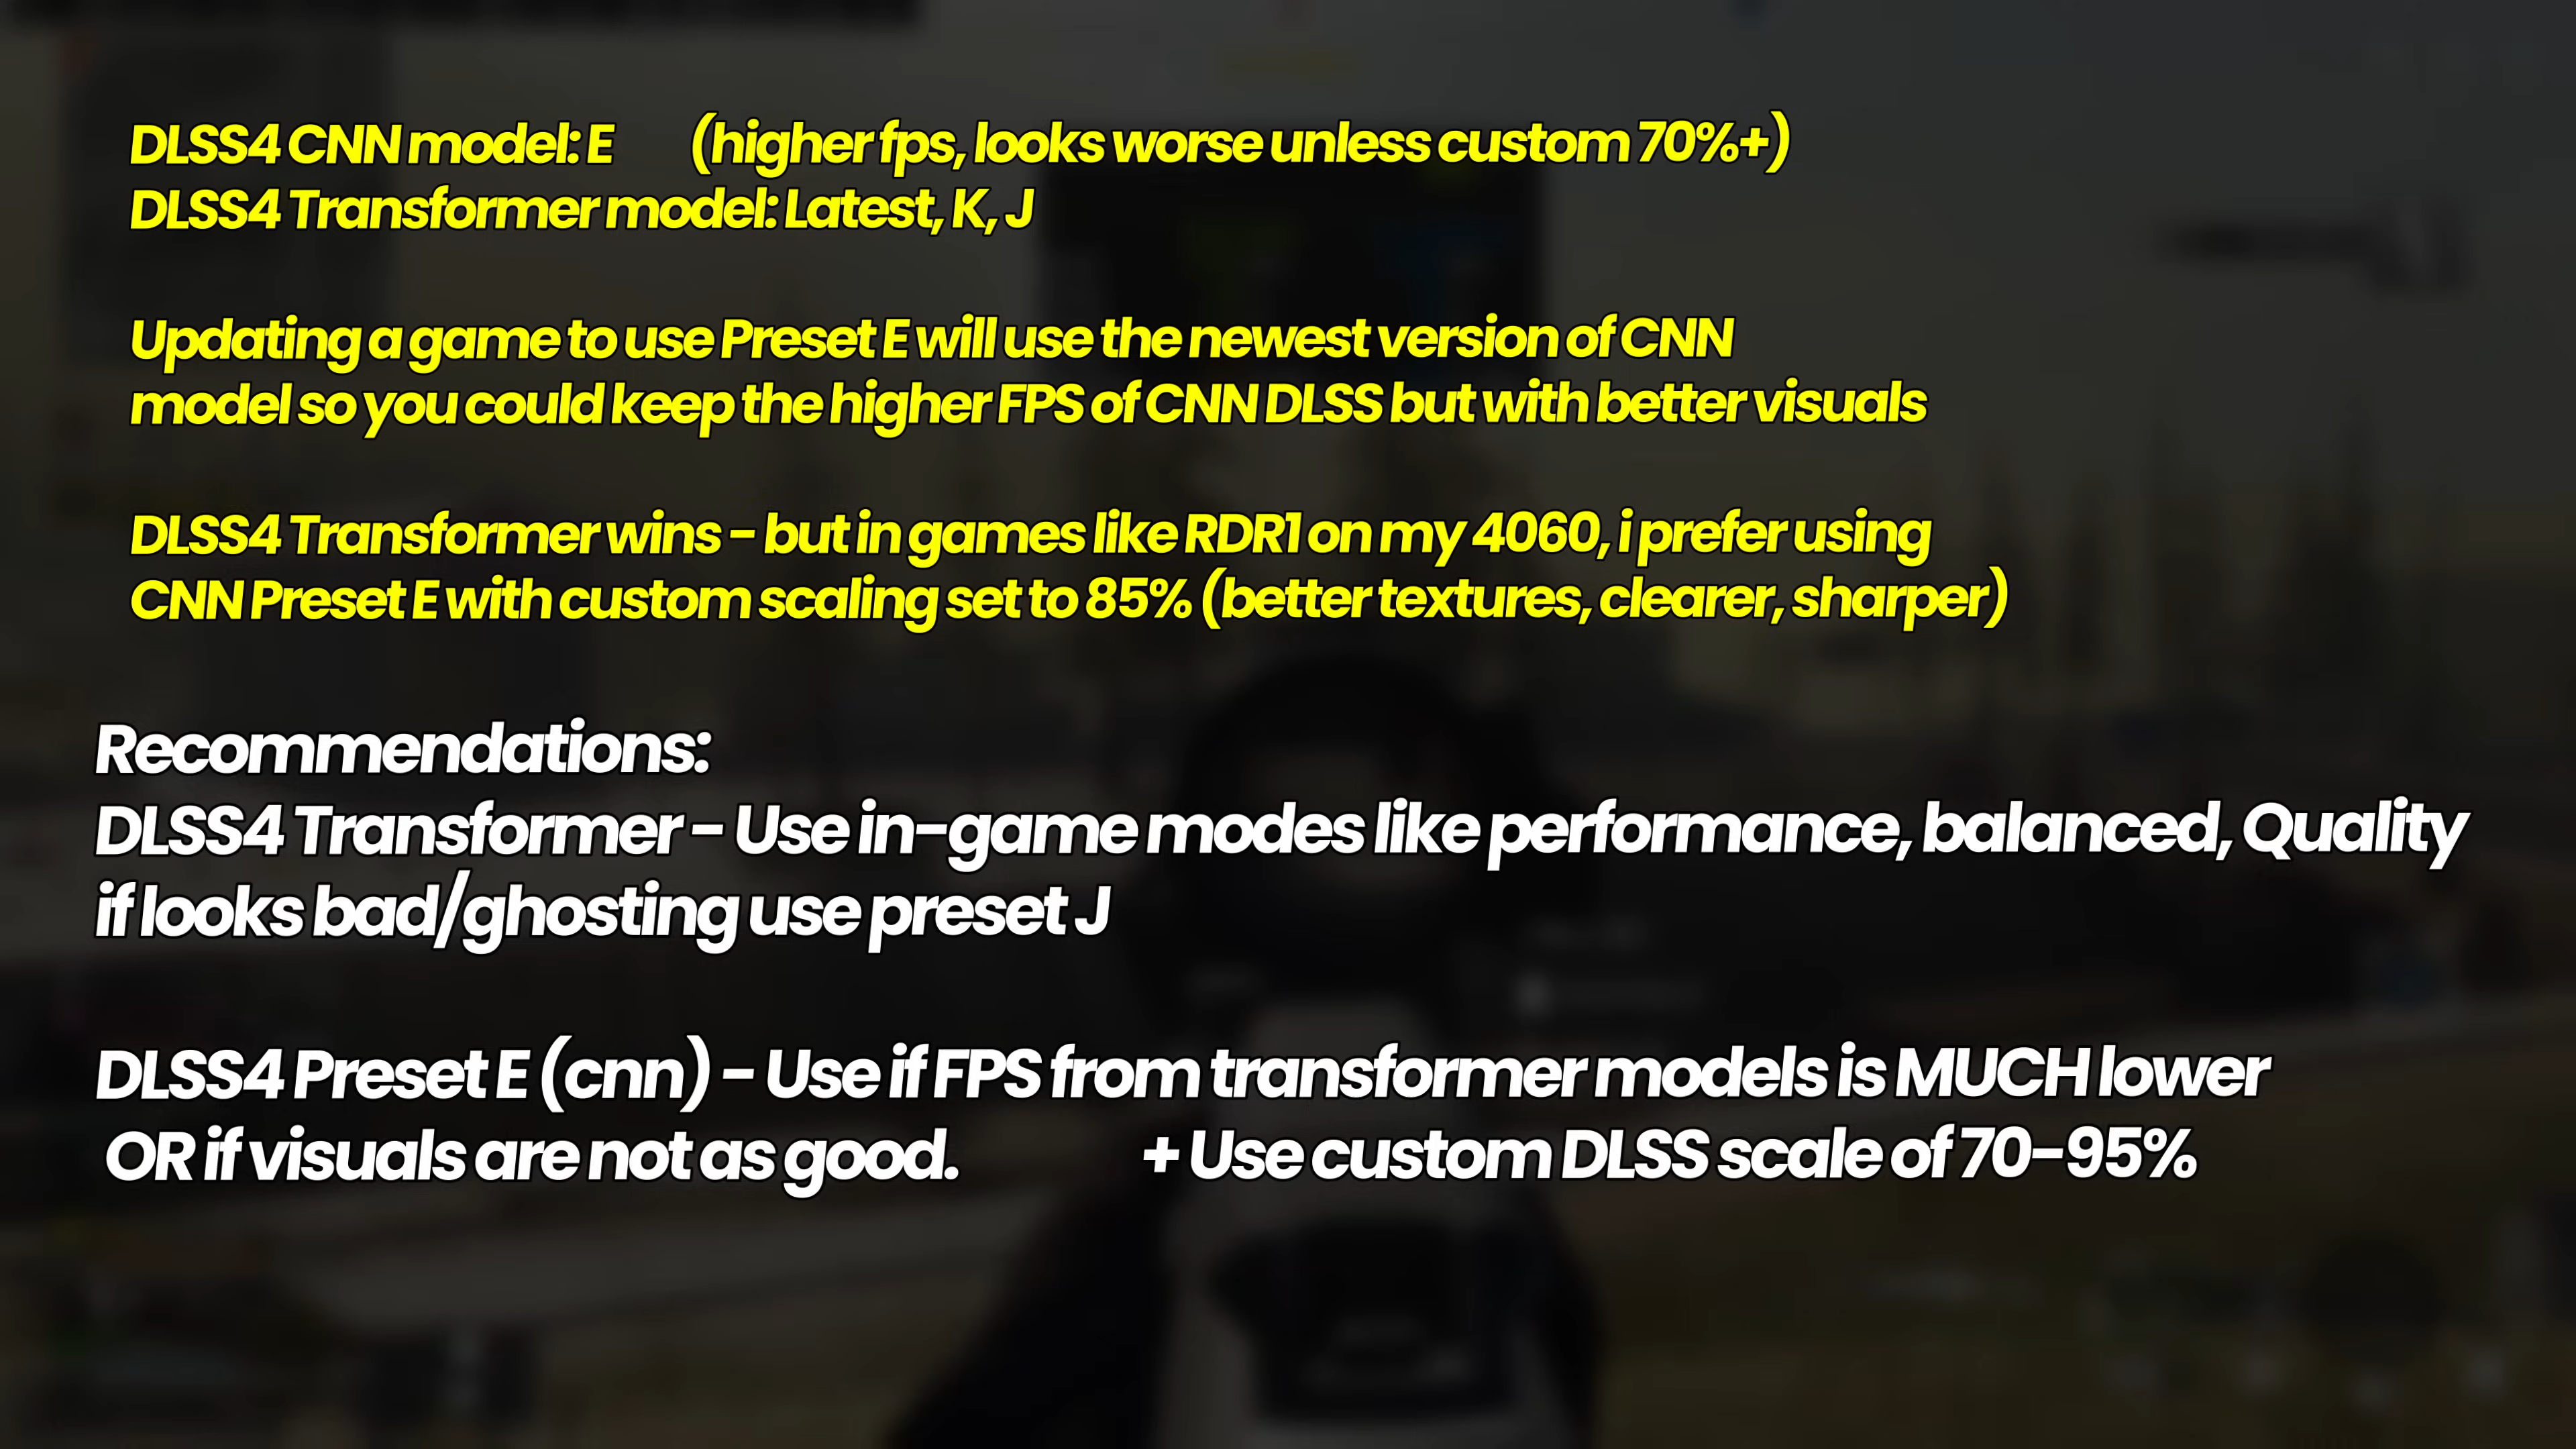 DLSS4 CNN model: E (higher fps, looks worse unless custom 70%+)
DLSS4 Transformer model: Latest, K, J
Updating a game to use Preset E will use the newest version of CNN
model so you could keep the higher FPS of CNN DLSS but with better visuals
DLSS4 Transformer wins - but in games like RDR1 on my 4060, i prefer using
CNN Preset E with custom scaling set to 85% (better textures, clearer, sharper)
Recommendations:
DLSS4 Transformer - Use in-game modes like performance, balanced, Quality
if looks bad/ghosting use preset J
DLSS4 Preset E (cnn) - Use if FPS from transformer models is MUCH lower
OR if visuals are not as good. + Use custom DLSS scale of 70-95%